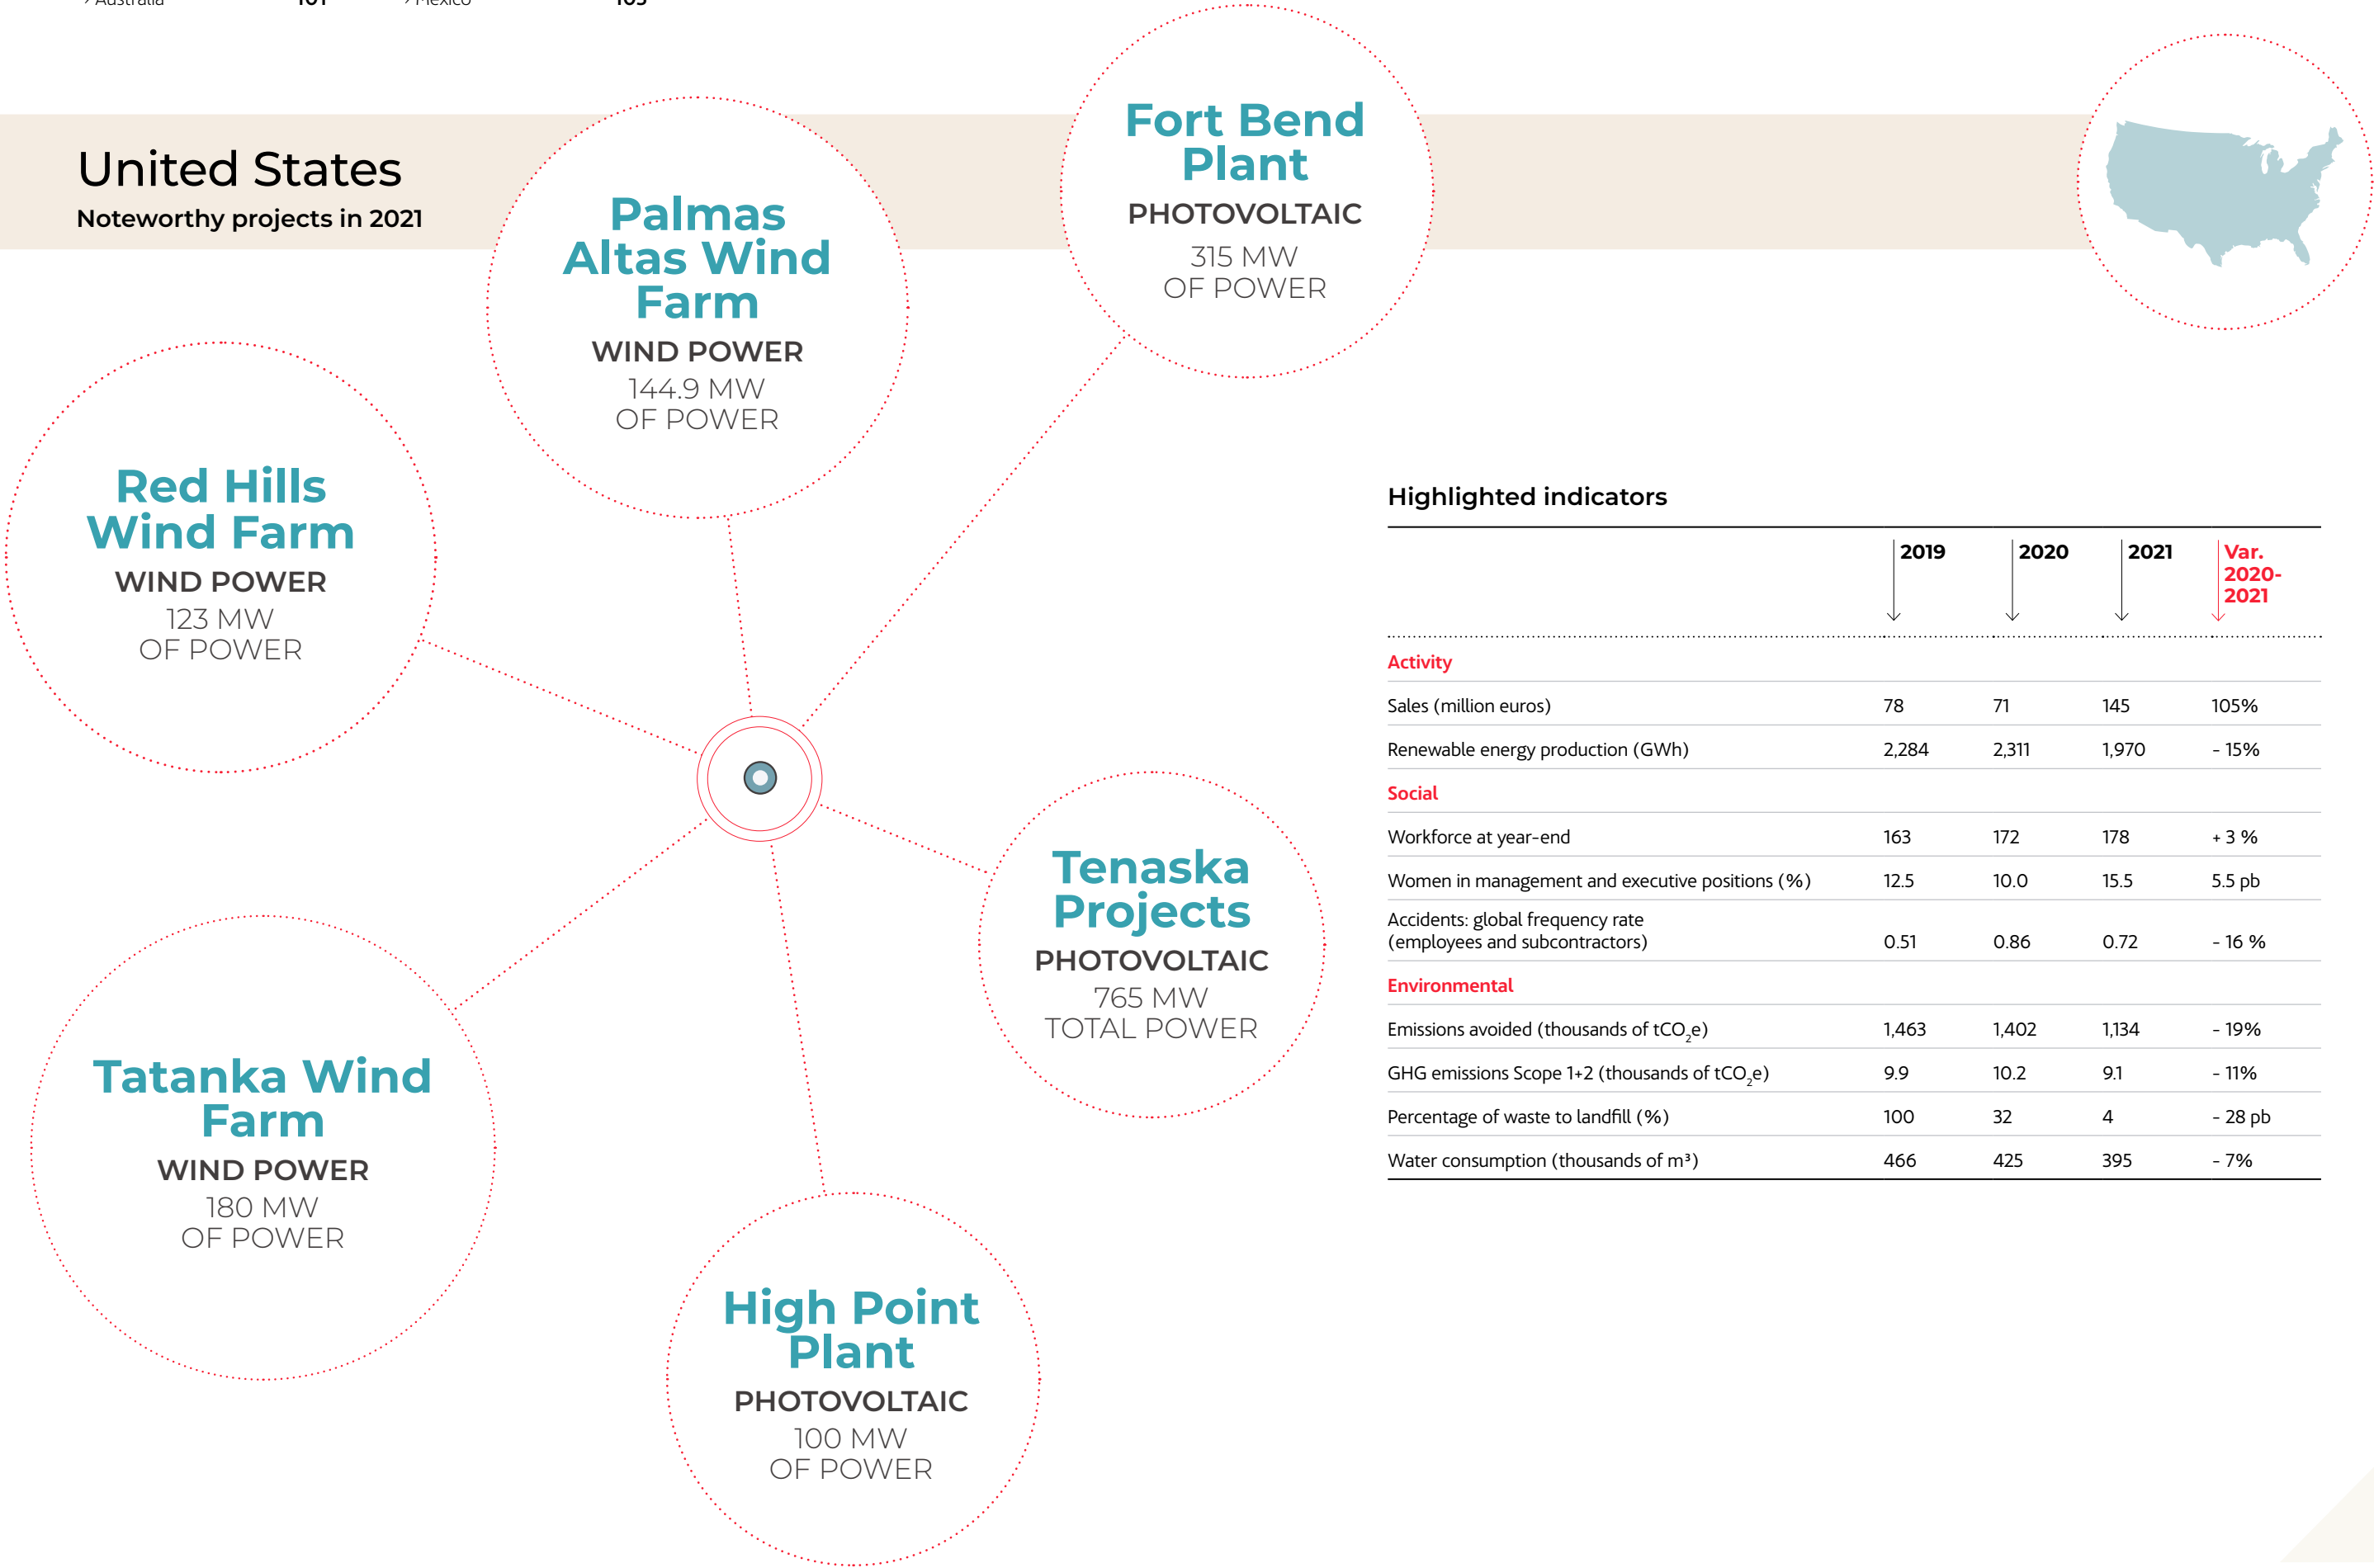 > Australia 101 > Mexico 103
United States
Noteworthy projects in 2021
Palmas
Altas Wind
Farm
WIND POWER
144.9 MW
OF POWER
Fort Bend
Plant
PHOTOVOLTAIC
315 MW
OF POWER
Red Hills
Wind Farm
WIND POWER
123 MW
OF POWER
Tenaska
Projects
PHOTOVOLTAIC
765 MW
TOTAL POWER
Tatanka Wind
Farm
WIND POWER
180 MW
OF POWER
High Point
Plant
PHOTOVOLTAIC
100 MW
OF POWER
Highlighted indicators
2019 2020 2021 Var.
2020-
2021
Activity
Sales (million euros) 78 71 145 105%
Renewable energy production (GWh) 2,284 2,311 1,970 - 15%
Social
Workforce at year-end 163 172 178 + 3 %
Women in management and executive positions (%) 12.5 10.0 15.5 5.5 pb
Accidents: global frequency rate
(employees and subcontractors) 0.51 0.86 0.72 - 16 %
Environmental
Emissions avoided (thousands of tCO₂e) 1,463 1,402 1,134 - 19%
GHG emissions Scope 1+2 (thousands of tCO₂e) 9.9 10.2 9.1 - 11%
Percentage of waste to landfill (%) 100 32 4 - 28 pb
Water consumption (thousands of m³) 466 425 395 - 7%